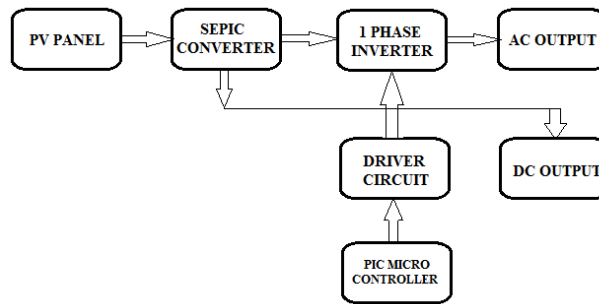 PV PANEL
SEPIC
CONVERTER
1 PHASE
INVERTER
AC OUTPUT
DRIVER
CIRCUIT
DC OUTPUT
PIC MICRO
CONTROLLER